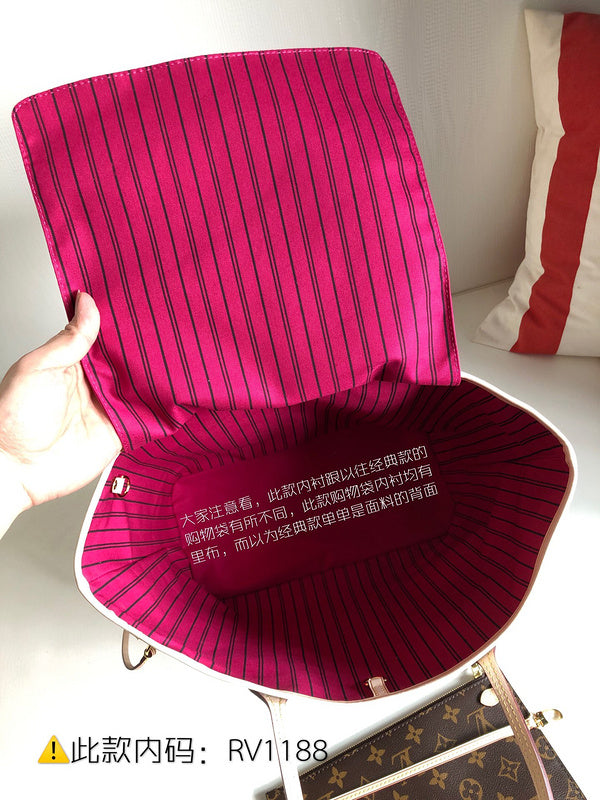 大家注意看，此款内衬跟以往经典款的
购物袋有所不同，此款购物袋内衬均有
里布，而以为经典款单单是面料的背面
⚠此款内码：RV1188